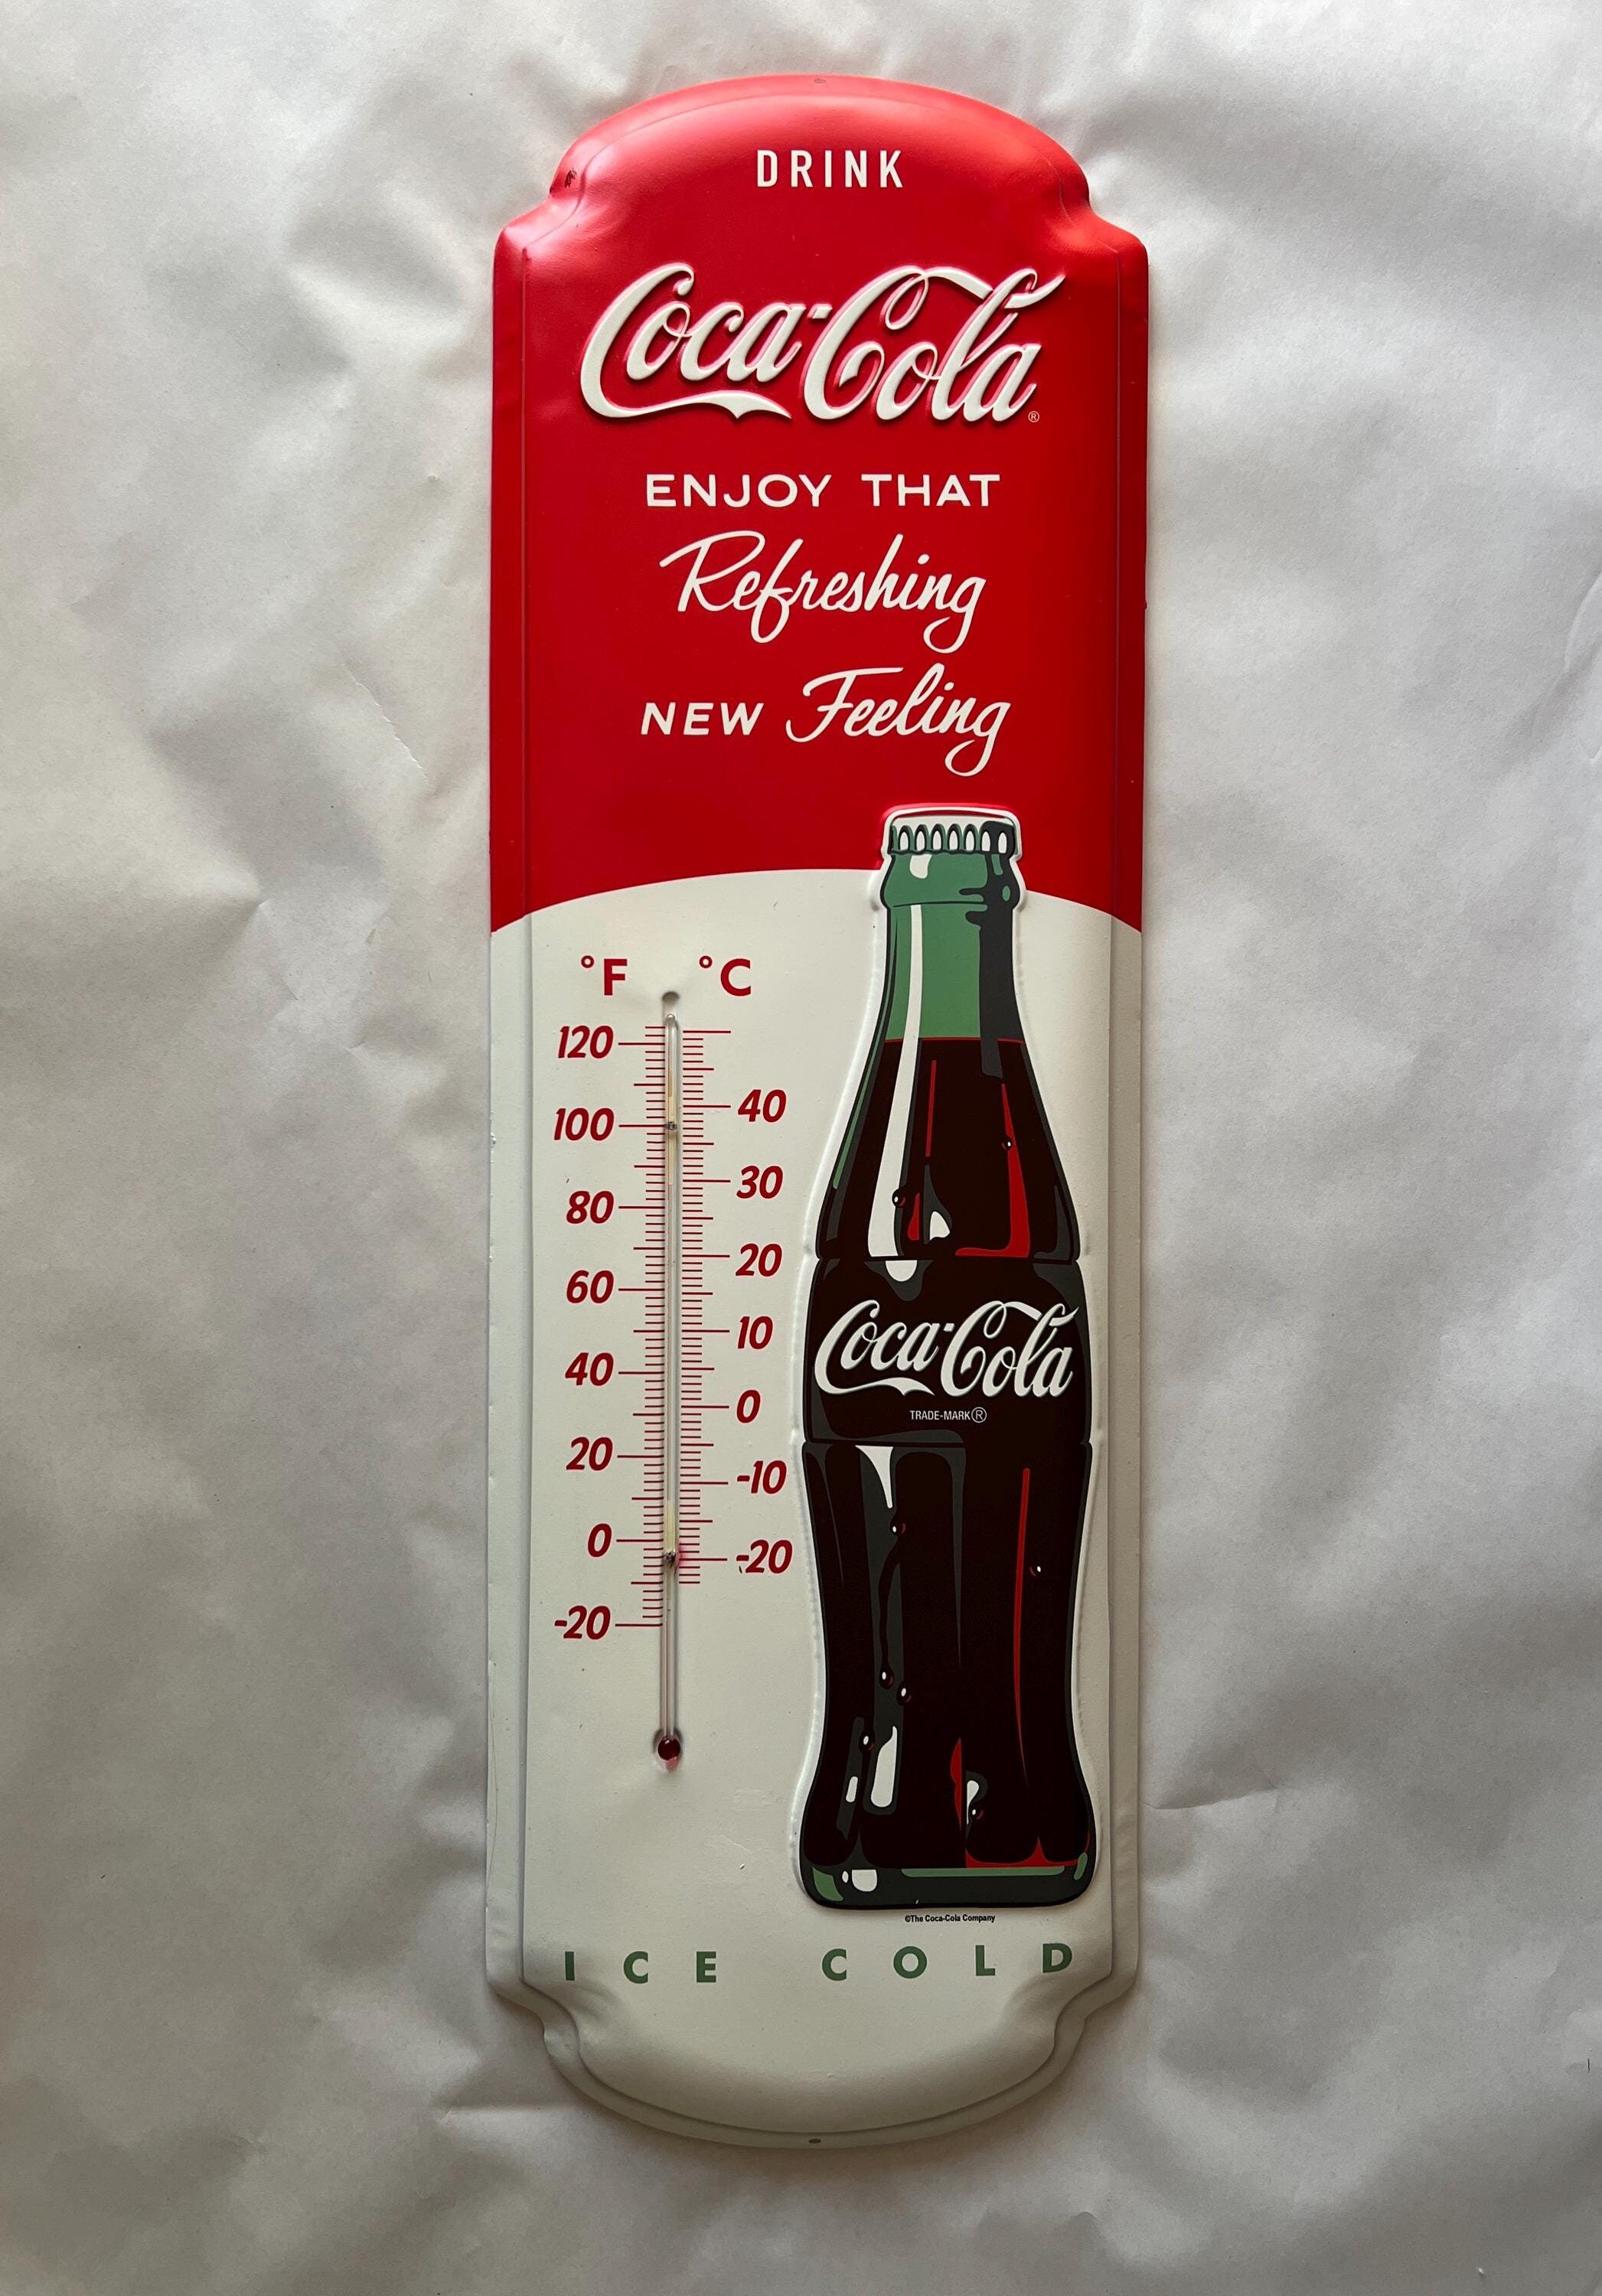 DRINK
Coca-Cola®
ENJOY THAT
Refreshing
NEW Feeling
°F °C
120
40
100
30
80
20
60
10
40
0
20
-10
0
-20
-20
Coca-Cola
TRADE-MARK®
©The Coca-Cola Company
ICE COLD